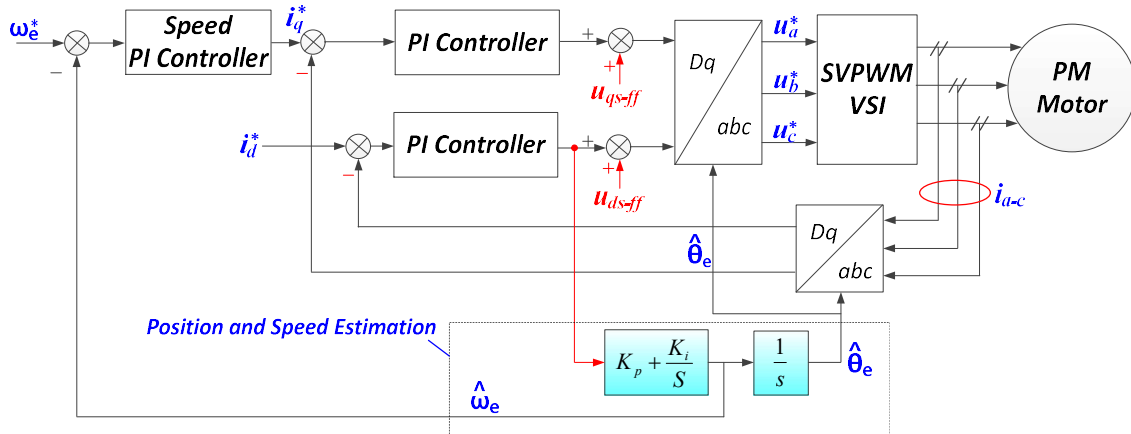 ω*e
Speed
PI Controller
i*q
PI Controller
+
+
uqs-ff
−
−
i*d
PI Controller
+
+
uds-ff
−
Dq
abc
u*a
u*b
u*c
SVPWM
VSI
PM
Motor
ia-c
Dq
abc
θ̂e
Position and Speed Estimation
Kp + Ki/S
1/s
θ̂e
ω̂e